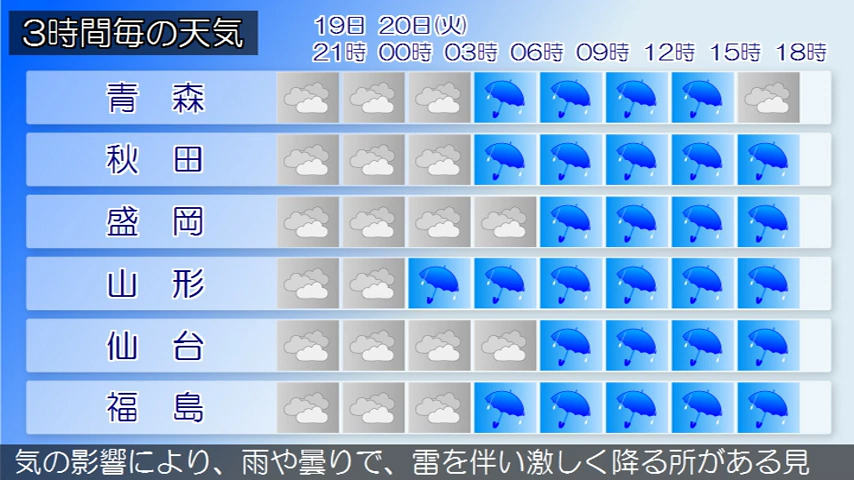 3時間毎の天気
19日 20日(火)
21時 00時 03時 06時 09時 12時 15時 18時
青 森
秋 田
盛 岡
山 形
仙 台
福 島
気の影響により、雨や曇りで、雷を伴い激しく降る所がある見